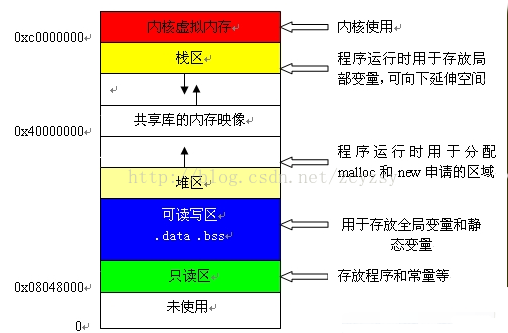 内核虚拟内存
内核使用
0xc0000000
栈区
程序运行时用于存放局
部变量，可向下延伸空间
共享库的内存映像
0x40000000
程序运行时用于分配
malloc 和 new 申请的区域
堆区
可读写区
.data .bss
用于存放全局变量和静
态变量
只读区
存放程序和常量等
0x08048000
未使用
0